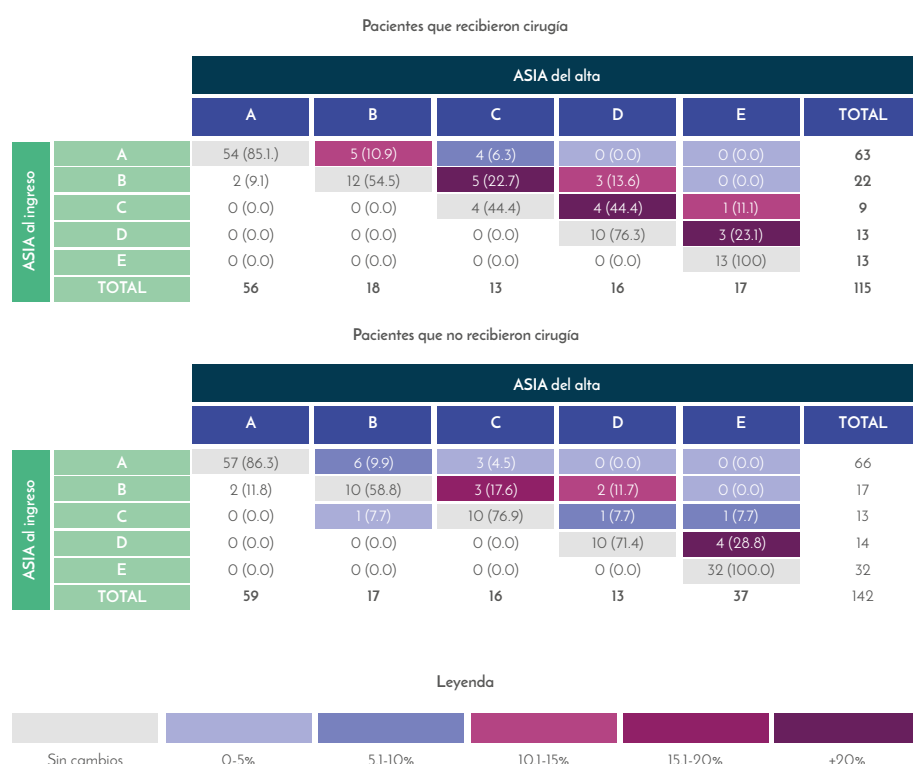 Pacientes que recibieron cirugía
ASIA del alta
A B C D E TOTAL
ASIA al ingreso
A 54 (85.1.) 5 (10.9) 4 (6.3) 0 (0.0) 0 (0.0) 63
B 2 (9.1) 12 (54.5) 5 (22.7) 3 (13.6) 0 (0.0) 22
C 0 (0.0) 0 (0.0) 4 (44.4) 4 (44.4) 1 (11.1) 9
D 0 (0.0) 0 (0.0) 0 (0.0) 10 (76.3) 3 (23.1) 13
E 0 (0.0) 0 (0.0) 0 (0.0) 0 (0.0) 13 (100) 13
TOTAL 56 18 13 16 17 115
Pacientes que no recibieron cirugía
ASIA del alta
A B C D E TOTAL
ASIA al ingreso
A 57 (86.3) 6 (9.9) 3 (4.5) 0 (0.0) 0 (0.0) 66
B 2 (11.8) 10 (58.8) 3 (17.6) 2 (11.7) 0 (0.0) 17
C 0 (0.0) 1 (7.7) 10 (76.9) 1 (7.7) 1 (7.7) 13
D 0 (0.0) 0 (0.0) 0 (0.0) 10 (71.4) 4 (28.8) 14
E 0 (0.0) 0 (0.0) 0 (0.0) 0 (0.0) 32 (100.0) 32
TOTAL 59 17 16 13 37 142
Leyenda
Sin cambios 0-5% 5.1-10% 10.1-15% 15.1-20% +20%